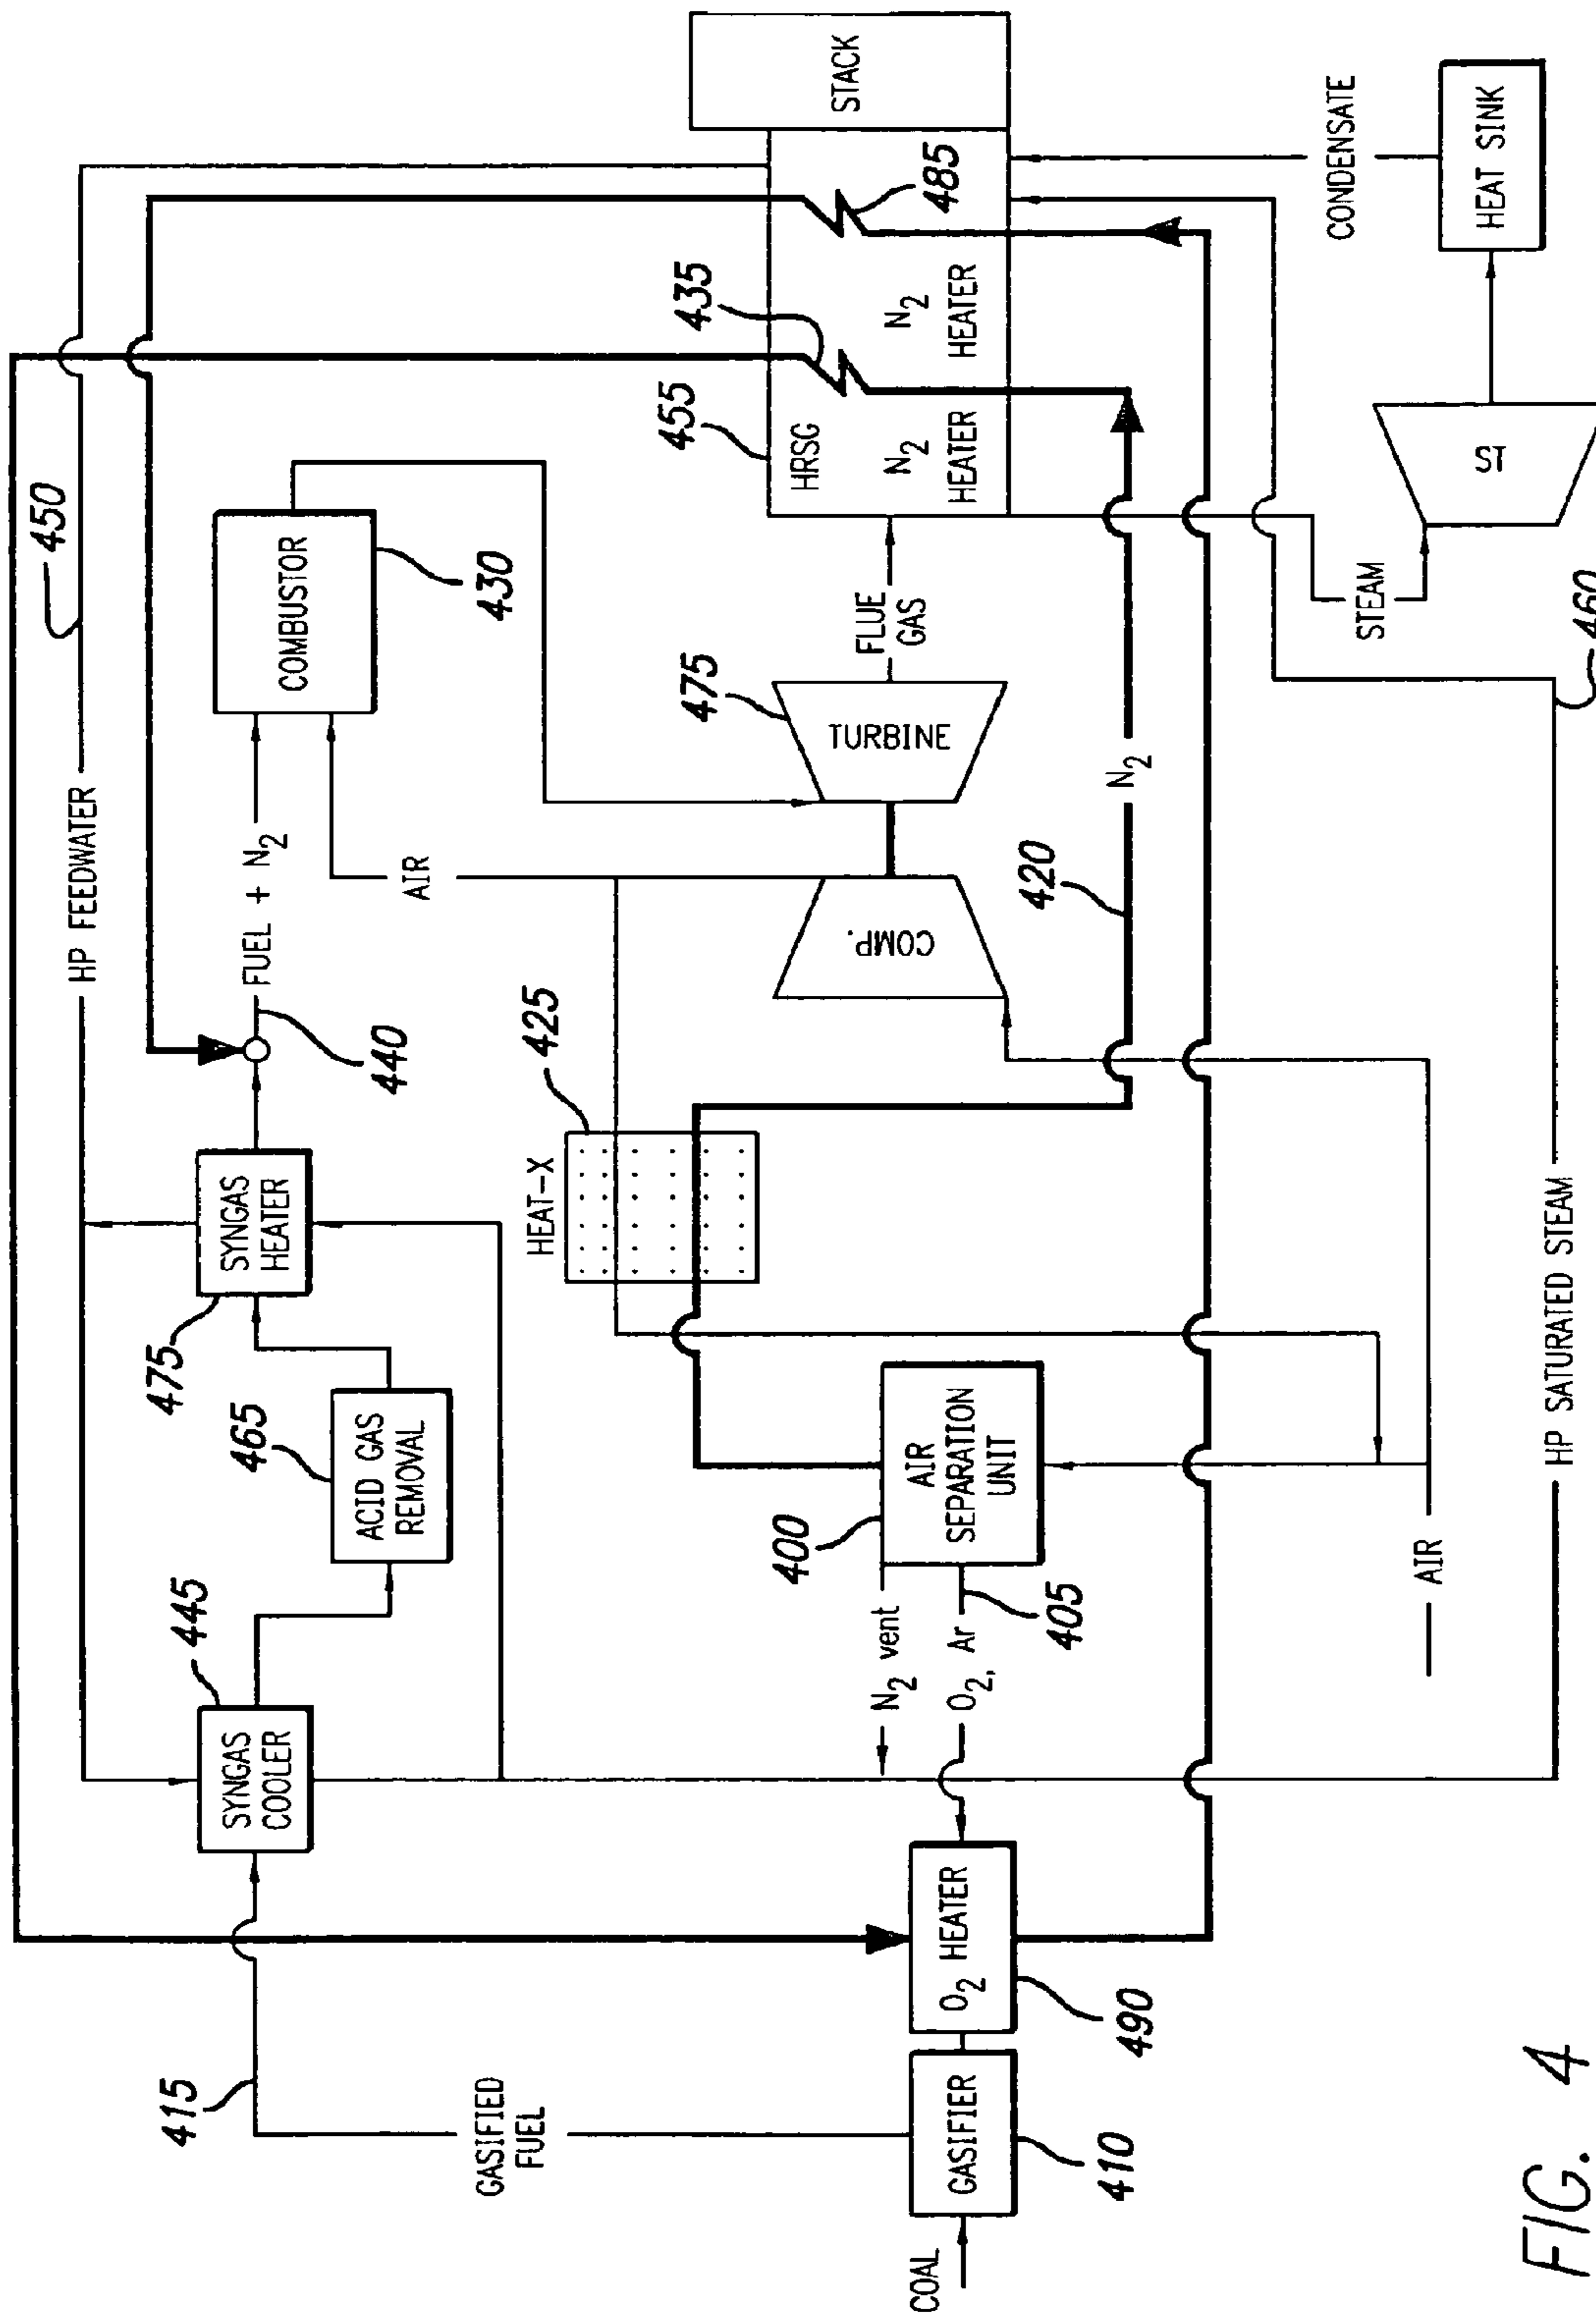 HP FEEDWATER
450
415
GASIFIED
FUEL
445
SYNGAS
COOLER
465
ACID GAS
REMOVAL
475
SYNGAS
HEATER
440
FUEL + N2
COMBUSTOR
430
AIR
HEAT-X
425
COAL
GASIFIER
410
O2 HEATER
490
N2 vent
O2, Ar
405
400
AIR
SEPARATION
UNIT
COMP.
TURBINE
475
FLUE
GAS
455
HRSG
435
N2
HEATER
N2
HEATER
485
STACK
420
N2
AIR
HP SATURATED STEAM
460
STEAM
ST
CONDENSATE
HEAT SINK
FIG. 4